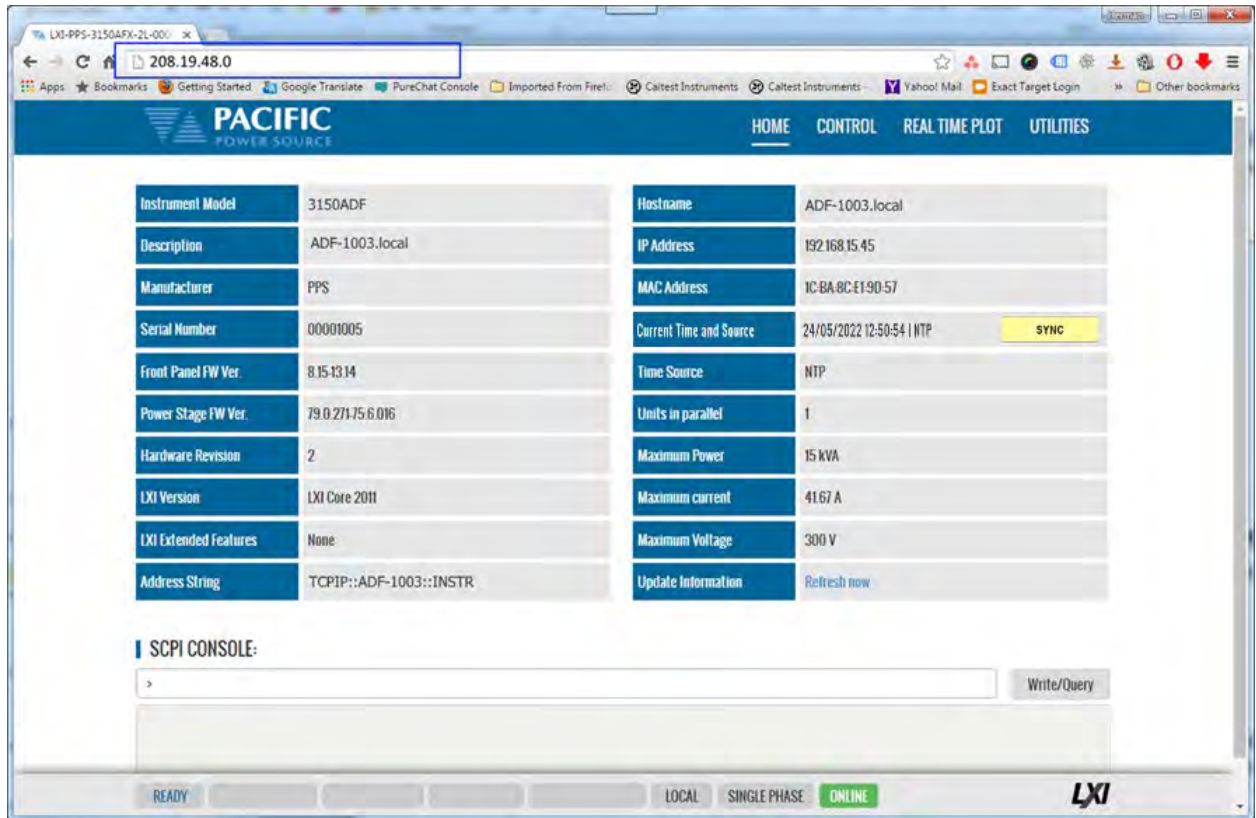 LXI-PPS-3150AFX-2L-000
208.19.48.0
Apps Bookmarks Getting Started Google Translate PureChat Console Imported From Firef Caltest Instruments Caltest Instruments - Yahoo! Mail Exact Target Login » Other bookmarks
PACIFIC
POWER SOURCE
HOME CONTROL REAL TIME PLOT UTILITIES
Instrument Model 3150ADF
Description ADF-1003.local
Manufacturer PPS
Serial Number 00001005
Front Panel FW Ver. 8.15-13.14
Power Stage FW Ver. 79.0.271-75.6.016
Hardware Revision 2
LXI Version LXI Core 2011
LXI Extended Features None
Address String TCPIP::ADF-1003::INSTR
Hostname ADF-1003.local
IP Address 192.168.15.45
MAC Address 1C-BA-8C-E1-90-57
Current Time and Source 24/05/2022 12:50:54 | NTP SYNC
Time Source NTP
Units in parallel 1
Maximum Power 15 kVA
Maximum current 41.67 A
Maximum Voltage 300 V
Update Information Refresh now
SCPI CONSOLE:
>
Write/Query
READY LOCAL SINGLE PHASE ONLINE LXI